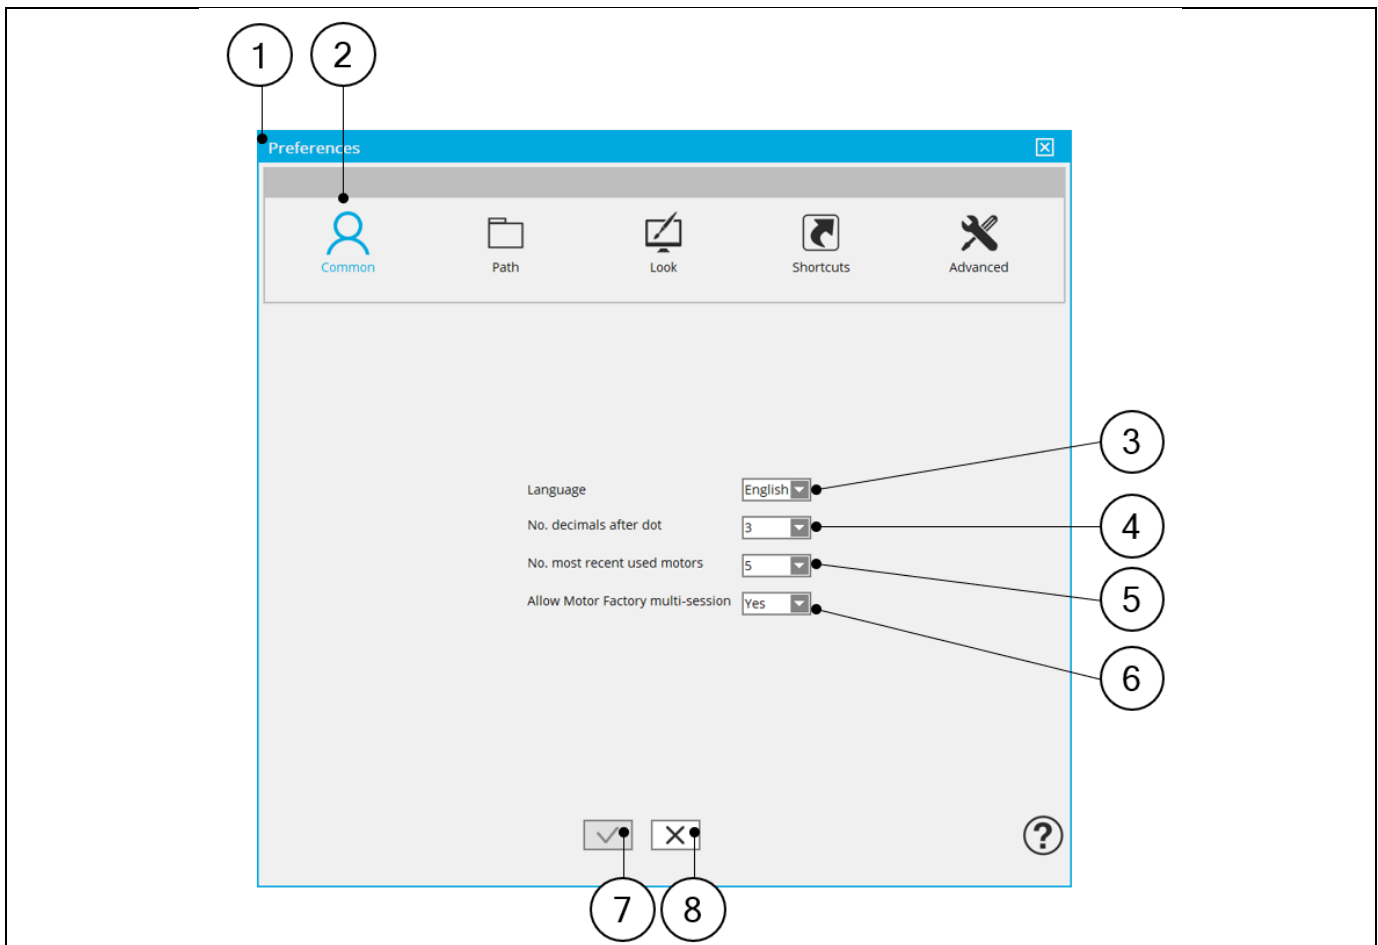 1 2
Preferences
Common Path Look Shortcuts Advanced
3
Language English
No. decimals after dot 3
4
No. most recent used motors 5
5
Allow Motor Factory multi-session Yes
6
?
7 8